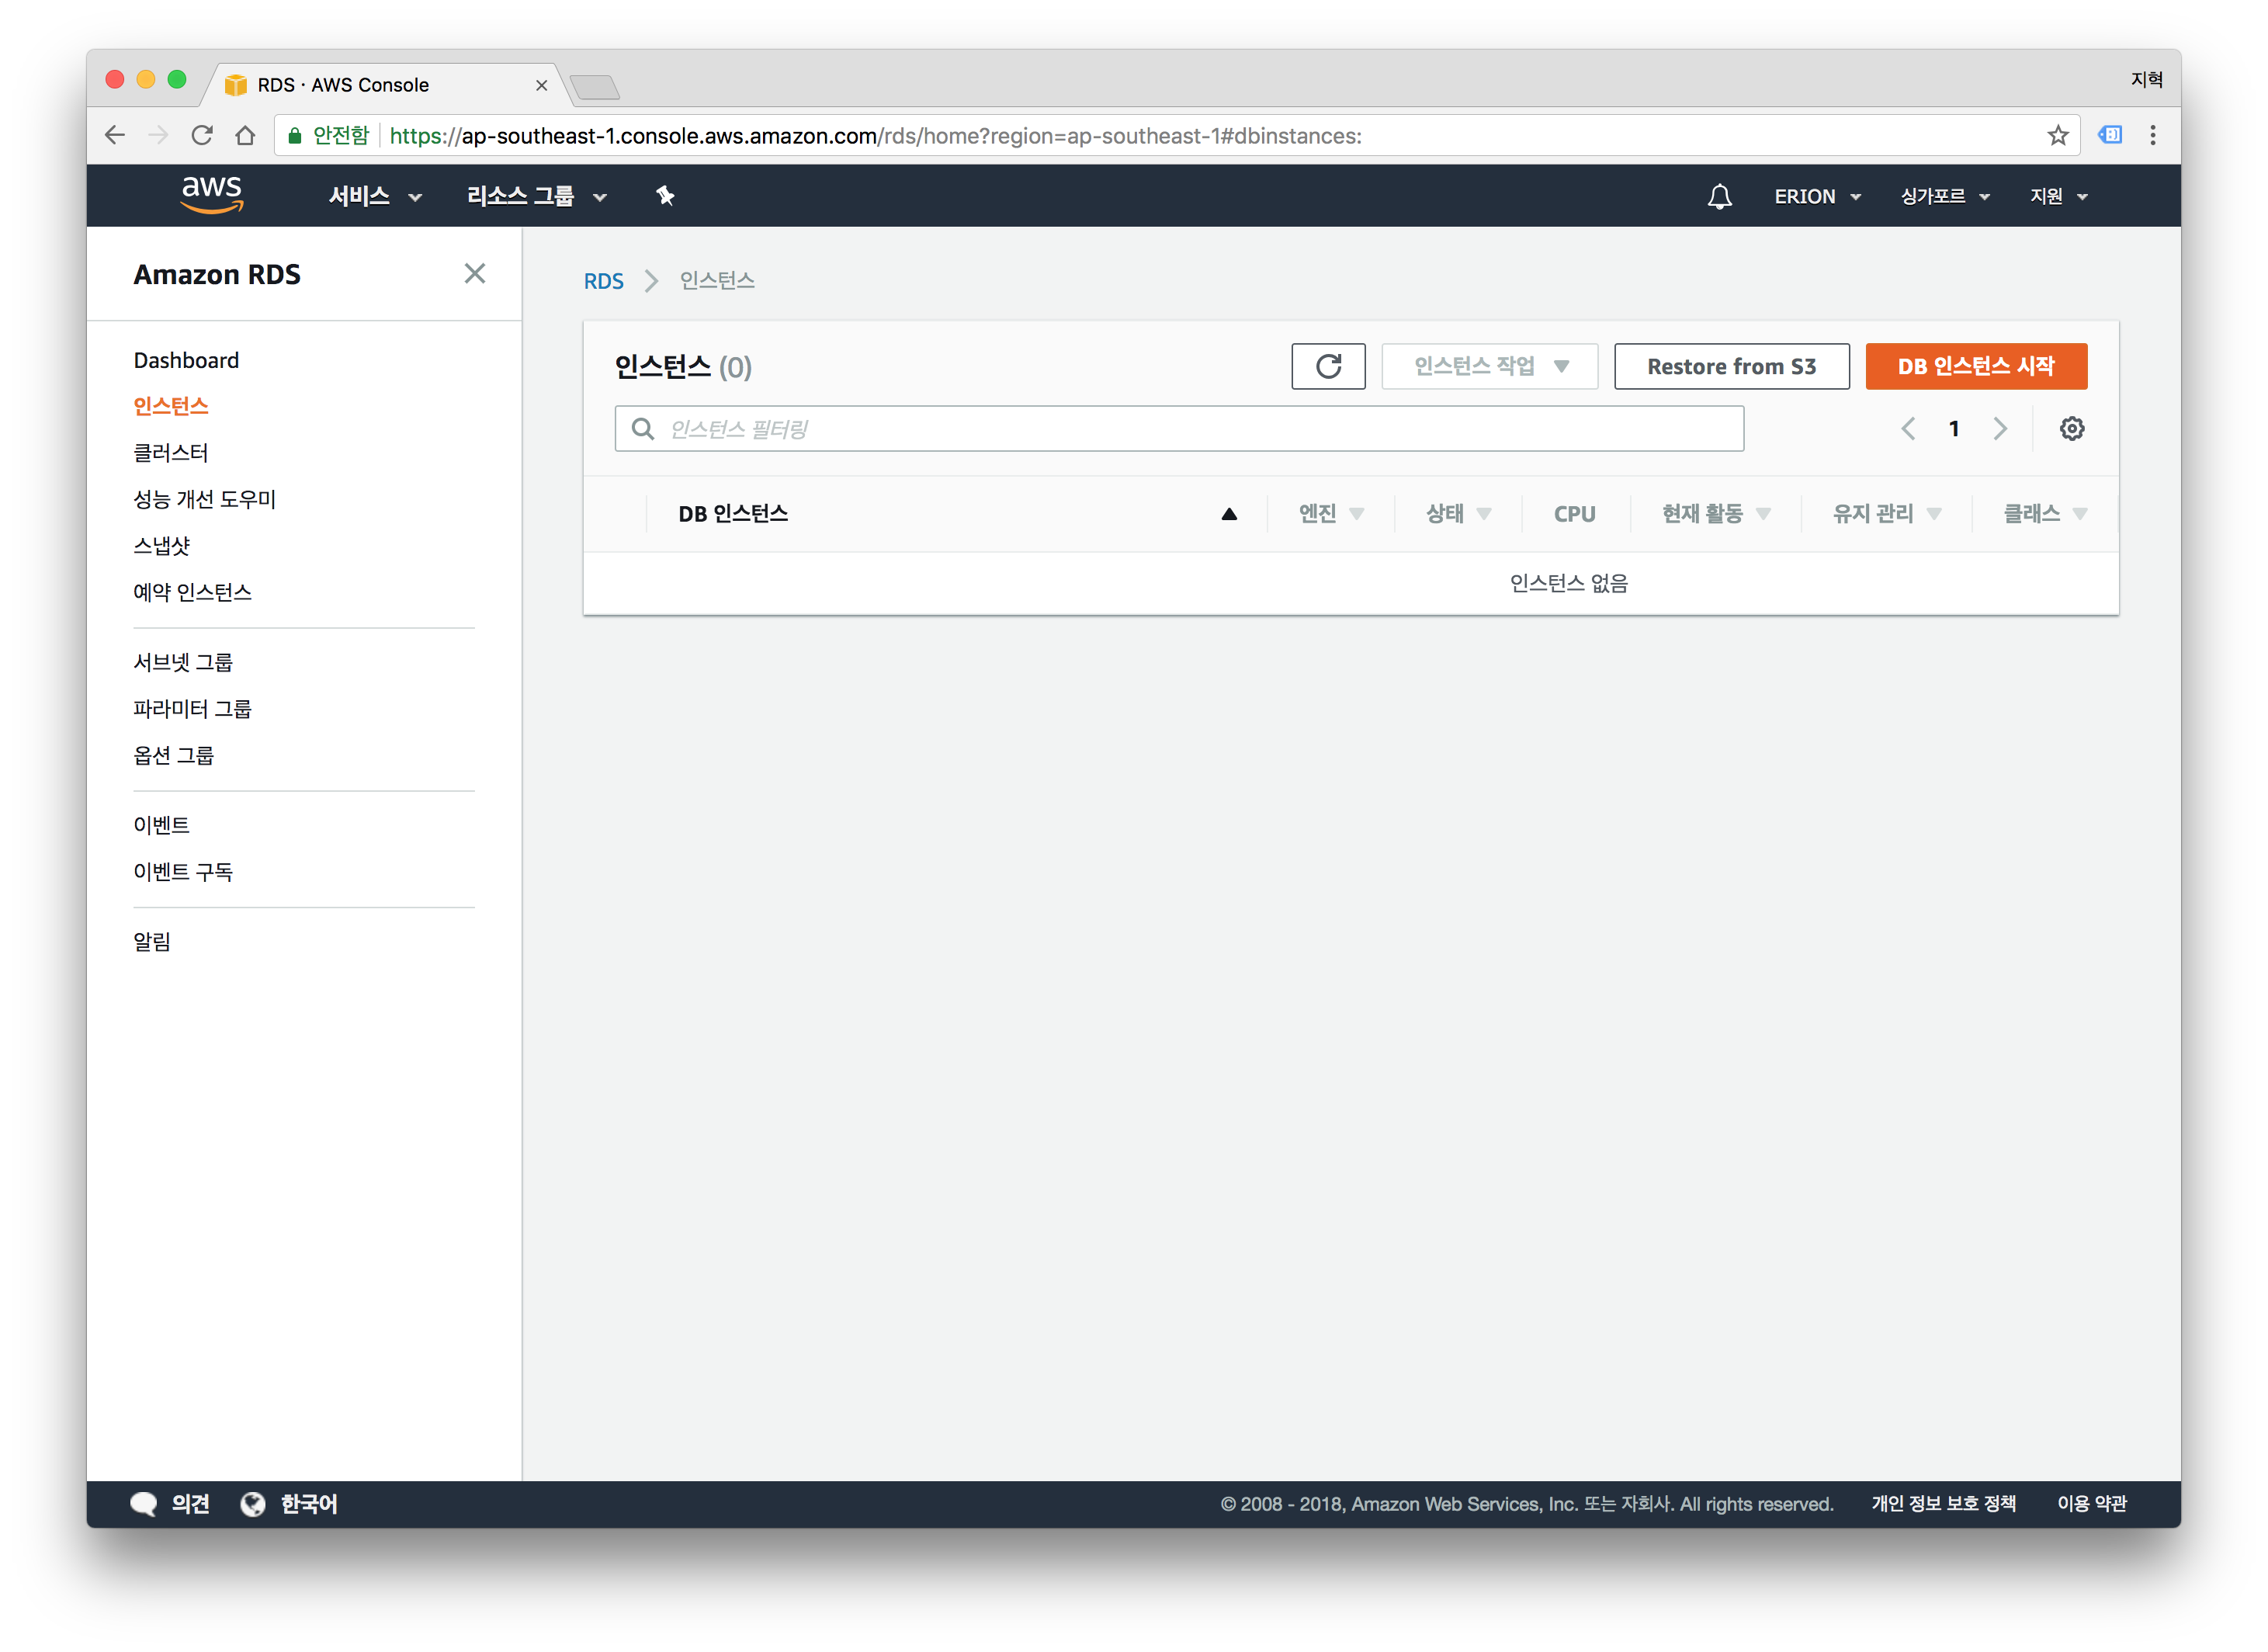 RDS · AWS Console
지혁
안전함 https://ap-southeast-1.console.aws.amazon.com/rds/home?region=ap-southeast-1#dbinstances:
aws 서비스 리소스 그룹 ERION 싱가포르 지원
Amazon RDS
Dashboard
인스턴스
클러스터
성능 개선 도우미
스냅샷
예약 인스턴스
서브넷 그룹
파라미터 그룹
옵션 그룹
이벤트
이벤트 구독
알림
RDS 인스턴스
인스턴스 (0) 인스턴스 작업 Restore from S3 DB 인스턴스 시작
인스턴스 필터링 1
DB 인스턴스 엔진 상태 CPU 현재 활동 유지 관리 클래스
인스턴스 없음
의견 한국어 © 2008 - 2018, Amazon Web Services, Inc. 또는 자회사. All rights reserved. 개인 정보 보호 정책 이용 약관